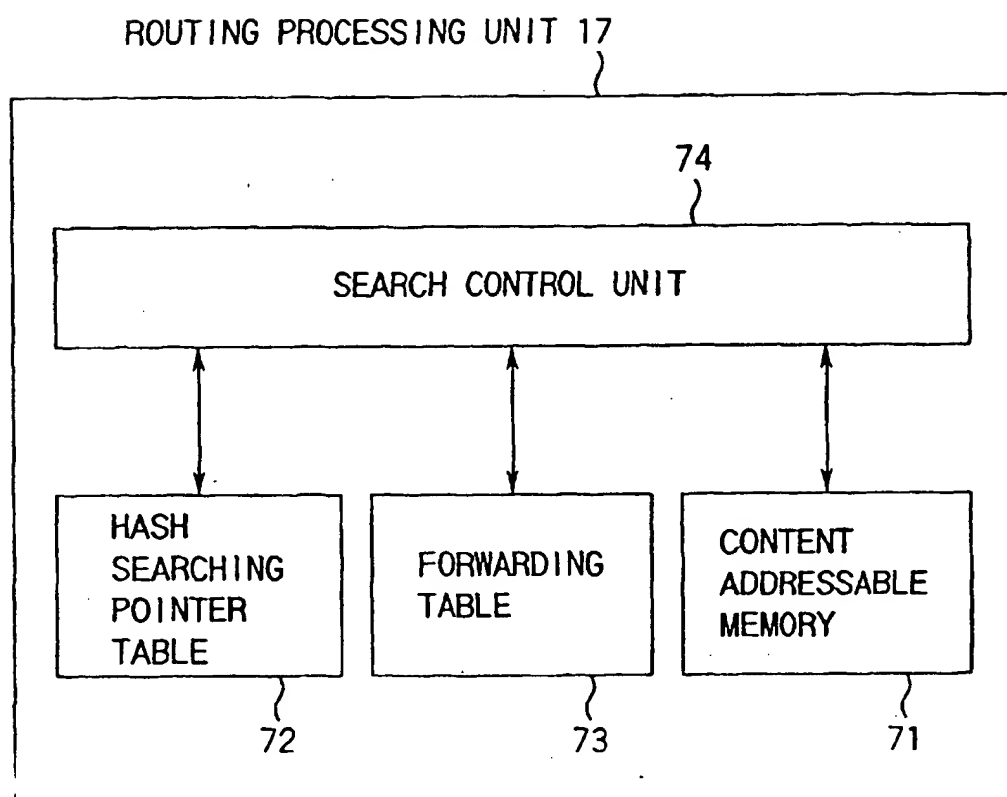 ROUTING PROCESSING UNIT 17
74
SEARCH CONTROL UNIT
HASH
SEARCHING
POINTER
TABLE
FORWARDING
TABLE
CONTENT
ADDRESSABLE
MEMORY
72
73
71